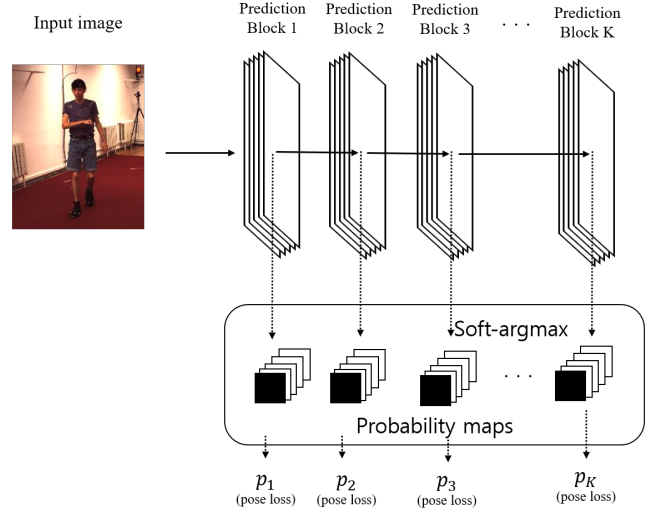 Input image
Prediction
Block 1
Prediction
Block 2
Prediction
Block 3
. . .
Prediction
Block K
Soft-argmax
. . .
Probability maps
p1
(pose loss)
p2
(pose loss)
p3
(pose loss)
pK
(pose loss)